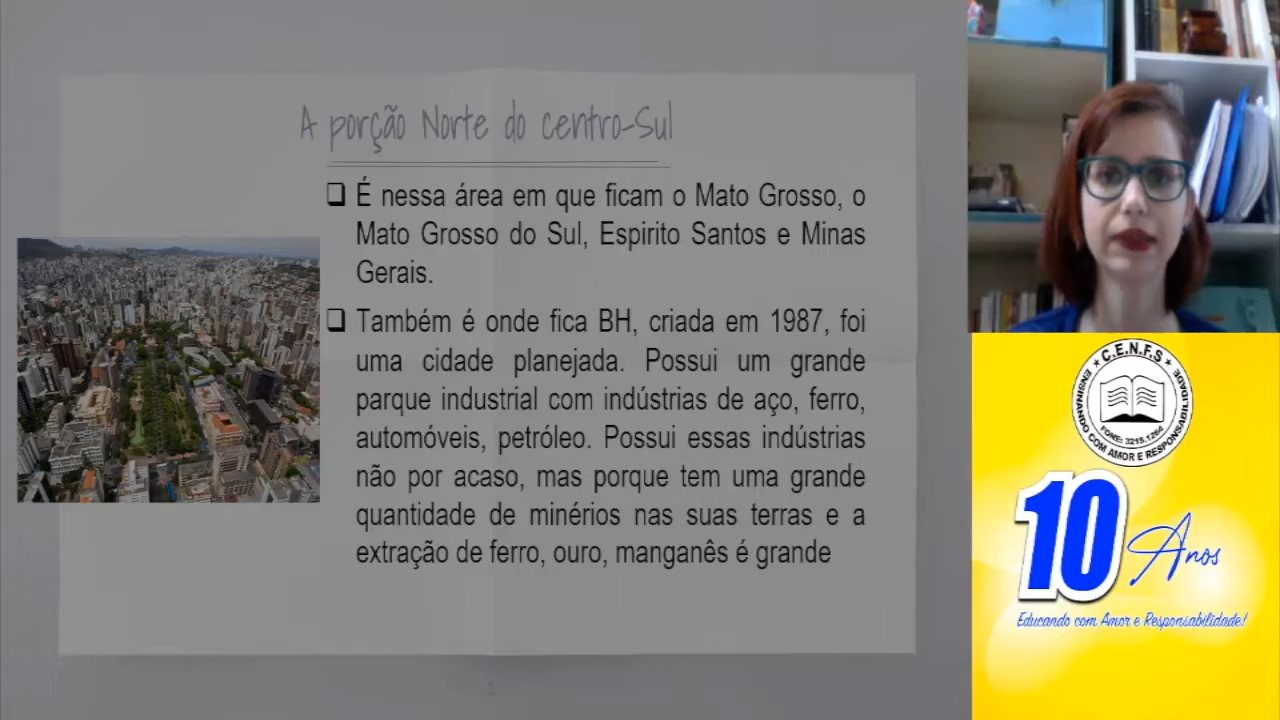 A porção Norte do centro-Sul
❑ É nessa área em que ficam o Mato Grosso, o
Mato Grosso do Sul, Espirito Santos e Minas
Gerais.
❑ Também é onde fica BH, criada em 1987, foi
uma cidade planejada. Possui um grande
parque industrial com indústrias de aço, ferro,
automóveis, petróleo. Possui essas indústrias
não por acaso, mas porque tem uma grande
quantidade de minérios nas suas terras e a
extração de ferro, ouro, manganês é grande
C.E.N.F.S
ENSINANDO COM AMOR E RESPONSABILIDADE
FONE: 3215.1264
10 Anos
Educando com Amor e Responsabilidade!